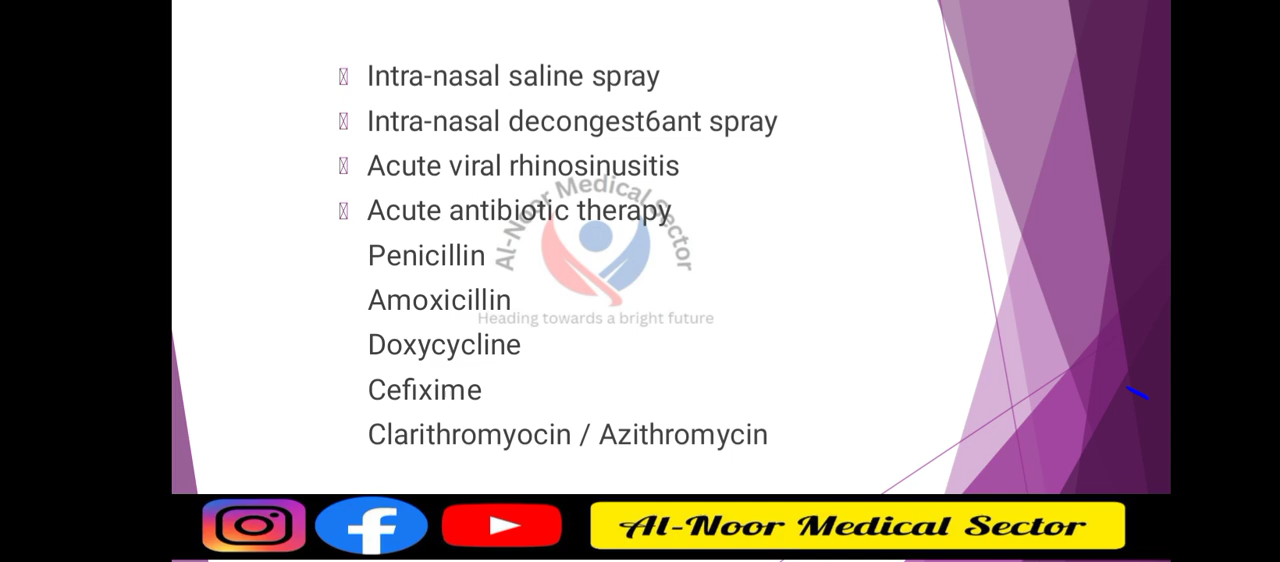 Intra-nasal saline spray
Intra-nasal decongest6ant spray
Acute viral rhinosinusitis
Acute antibiotic therapy
Penicillin
Amoxicillin
Doxycycline
Cefixime
Clarithromyocin / Azithromycin
Al-Noor Medical Sector
Heading towards a bright future
Al-Noor Medical Sector